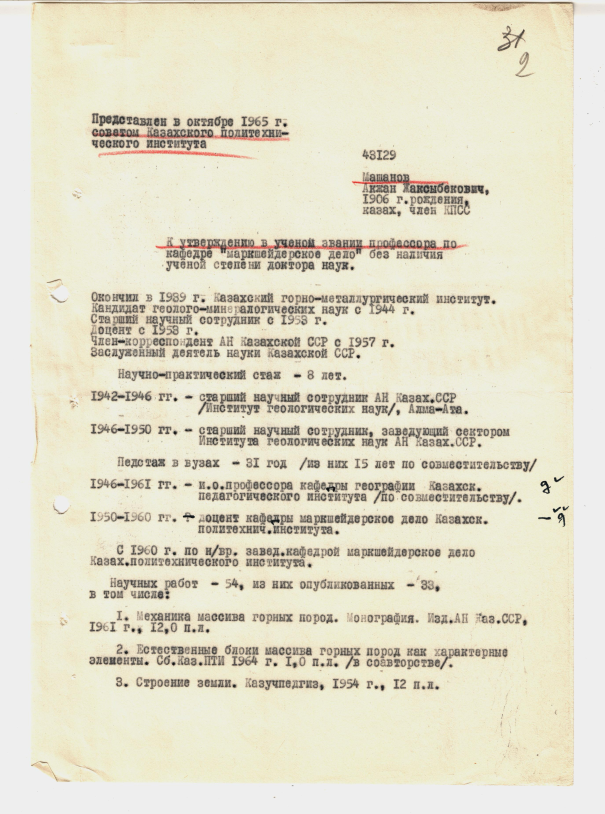 31
2
Представлен в октябре 1965 г.
советом Казахского политехни-
ческого института
43129
Машанов
Акжан Жаксыбекович,
1906 г.рождения,
казах, член КПСС
К утверждению в ученом звании профессора по
кафедре "маркшейдерское дело" без наличия
ученой степени доктора наук.
Окончил в 1939 г. Казахский горно-металлургический институт.
Кандидат геолого-минералогических наук с 1944 г.
Старший научный сотрудник с 1953 г.
Доцент с 1953 г.
Член-корреспондент АН Казахской ССР с 1957 г.
Заслуженный деятель науки Казахской ССР.
Научно-практический стаж - 8 лет.
1942-1946 гг. - старший научный сотрудник АН Казах.ССР
/Институт геологических наук/, Алма-Ата.
1946-1950 гг. - старший научный сотрудник, заведующий сектором
Института геологических наук АН Казах.ССР.
Педстаж в вузах - 31 год /из них 15 лет по совместительству/
1946-1961 гг. - и.о.профессора кафедры географии Казахск.
педагогического института /по совместительству/.
1950-1960 гг. - доцент кафедры маркшейдерское дело Казахск.
политехнич.института.
С 1960 г. по н/вр. завед.кафедрой маркшейдерское дело
Казах.политехнического института.
Научных работ - 54, из них опубликованных - 33,
в том числе:
1. Механика массива горных пород. Монография. Изд.АН Каз.ССР,
1961 г., 12,0 п.л.
2. Естественные блоки массива горных пород как характерные
элементы. Сб.Каз.ПТИ 1964 г. 1,0 п.л. /в соавторстве/.
3. Строение земли. Казучпедгиз, 1954 г., 12 п.л.